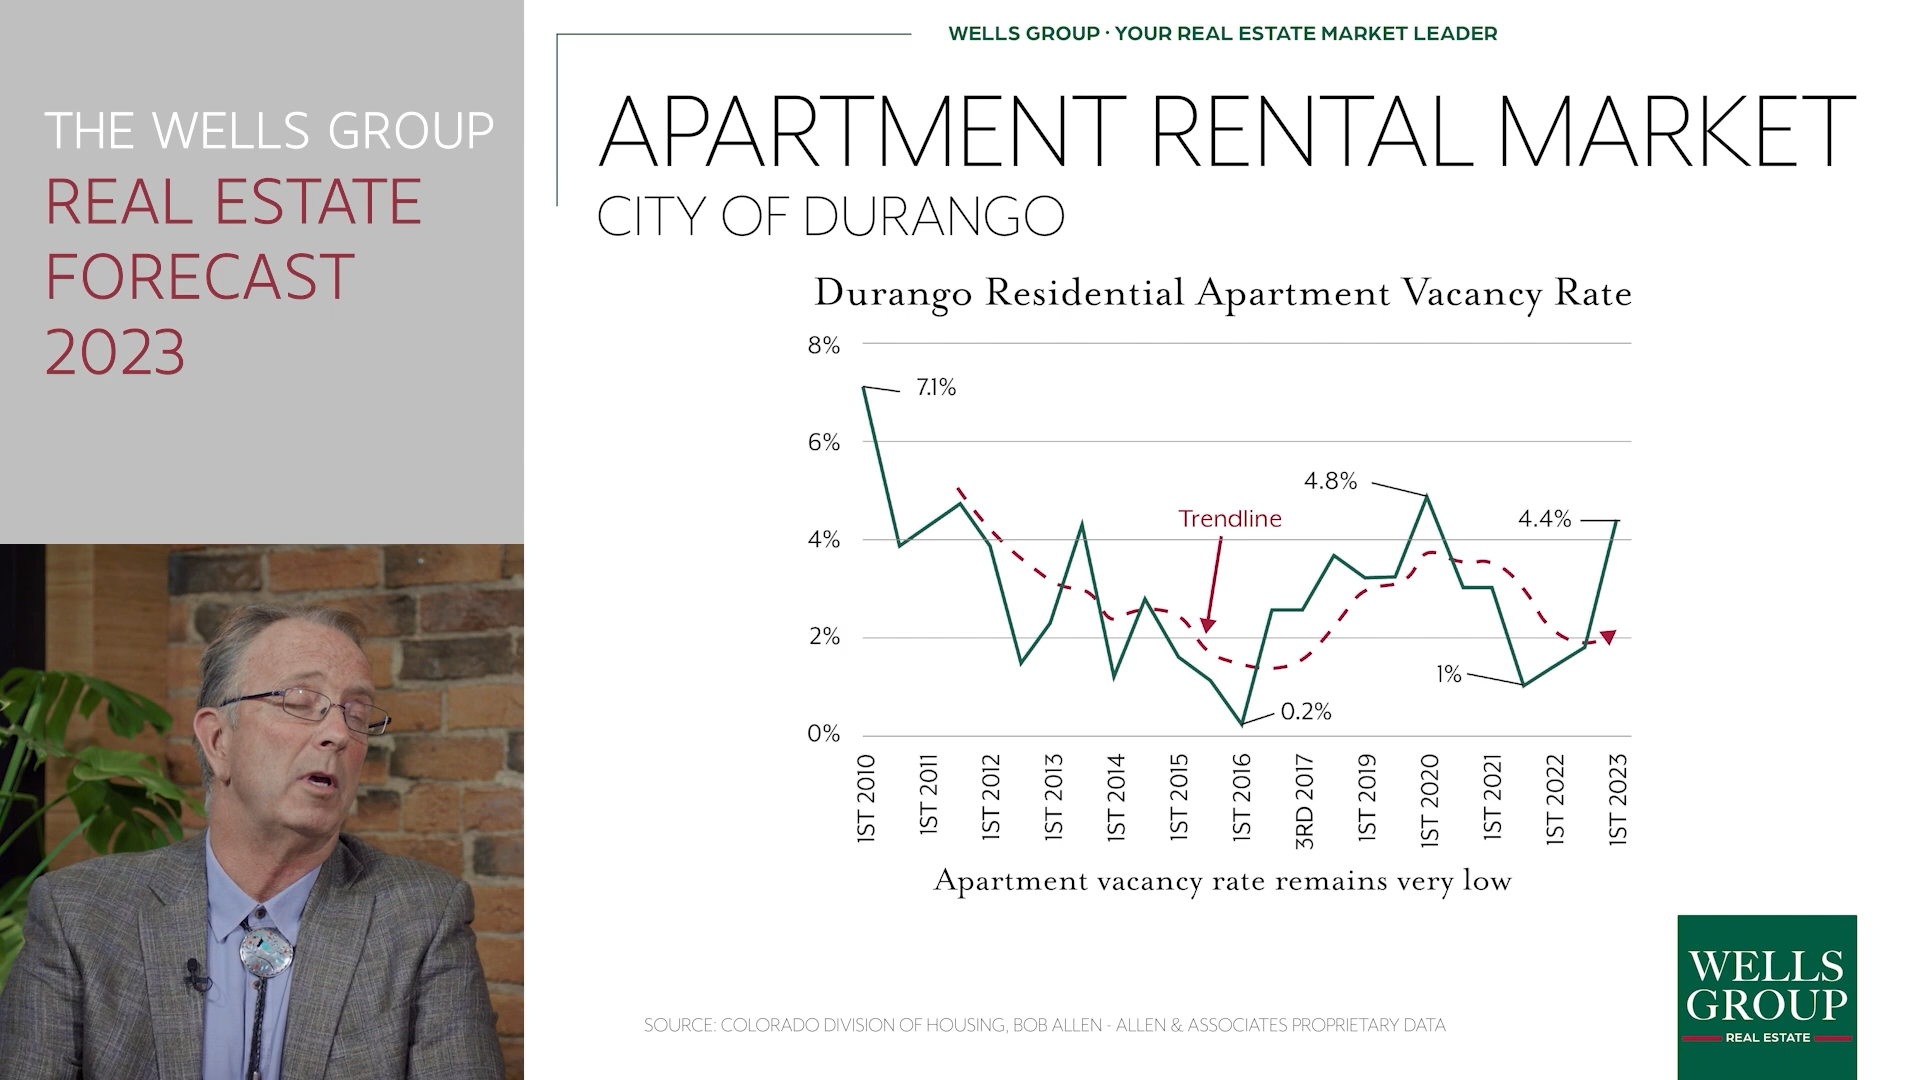 THE WELLS GROUP
REAL ESTATE
FORECAST
2023
WELLS GROUP · YOUR REAL ESTATE MARKET LEADER
APARTMENT RENTAL MARKET
CITY OF DURANGO
Durango Residential Apartment Vacancy Rate
8%
6%
4%
2%
0%
7.1%
Trendline
4.8%
4.4%
1%
0.2%
1ST 2010
1ST 2011
1ST 2012
1ST 2013
1ST 2014
1ST 2015
1ST 2016
3RD 2017
1ST 2019
1ST 2020
1ST 2021
1ST 2022
1ST 2023
Apartment vacancy rate remains very low
SOURCE: COLORADO DIVISION OF HOUSING, BOB ALLEN - ALLEN & ASSOCIATES PROPRIETARY DATA
WELLS
GROUP
REAL ESTATE